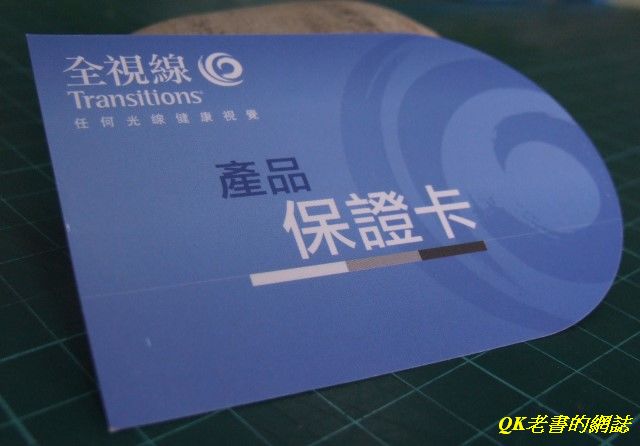 全視線
Transitions
任何光線健康視覺
產品
保證卡
QK老書的網誌